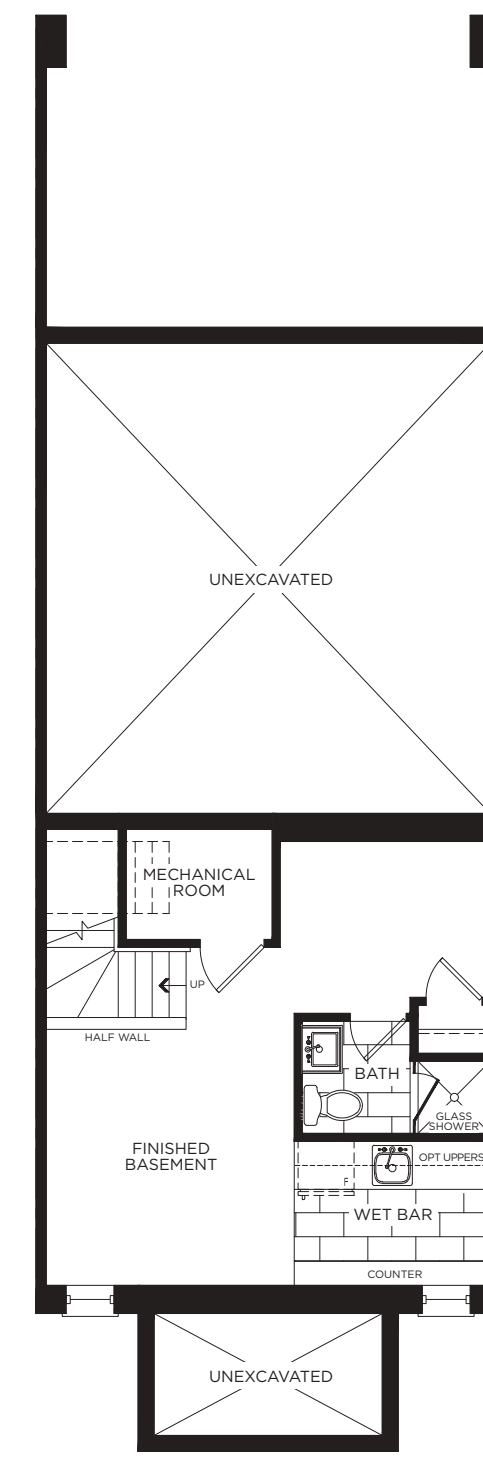 UNEXCAVATED
MECHANICAL
ROOM
UP
HALF WALL
BATH
GLASS
SHOWER
FINISHED
BASEMENT
OPT UPPERS
F
WET BAR
COUNTER
UNEXCAVATED